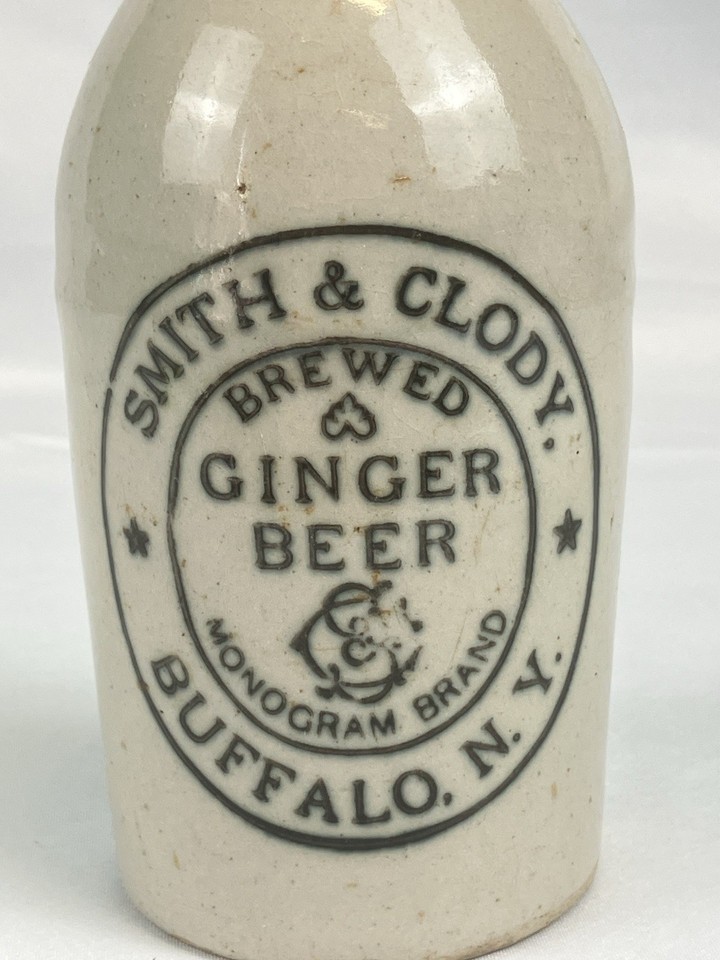 SMITH & CLODY.
BREWED
GINGER
BEER
MONOGRAM BRAND
BUFFALO. N. Y.